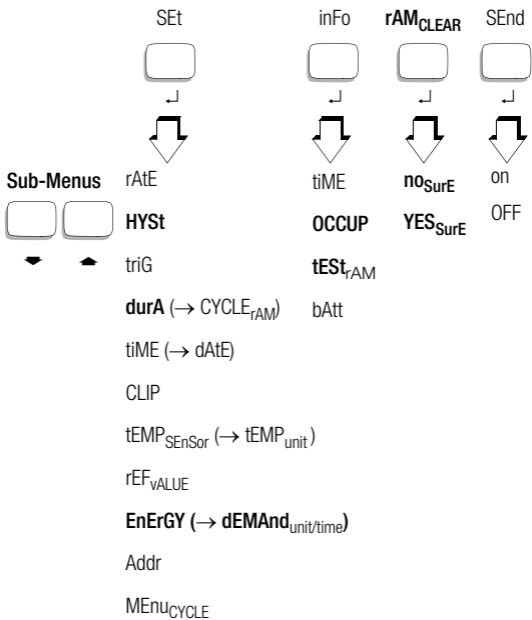 SEt inFo rAMCLEAR SEnd
Sub-Menus rAtE tiME noSurE on
HYSt OCCUP YESSurE OFF
triG tEStrAM
durA (→ CYCLErAM) bAtt
tiME (→ dAtE)
CLIP
tEMPSEnSor (→ tEMPunit)
rEFvALUE
EnErGY (→ dEMAndunit/time)
Addr
MEnuCYCLE